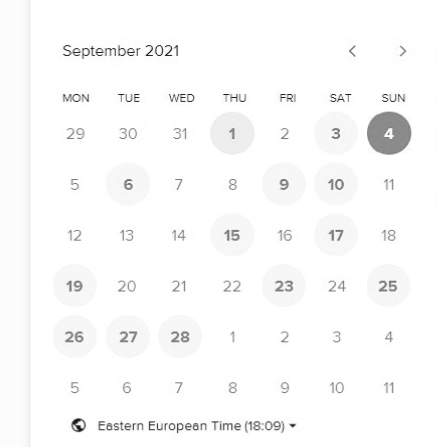 September 2021
MON TUE WED THU FRI SAT SUN
29 30 31 1 2 3 4
5 6 7 8 9 10 11
12 13 14 15 16 17 18
19 20 21 22 23 24 25
26 27 28 1 2 3 4
5 6 7 8 9 10 11
Eastern European Time (18:09)